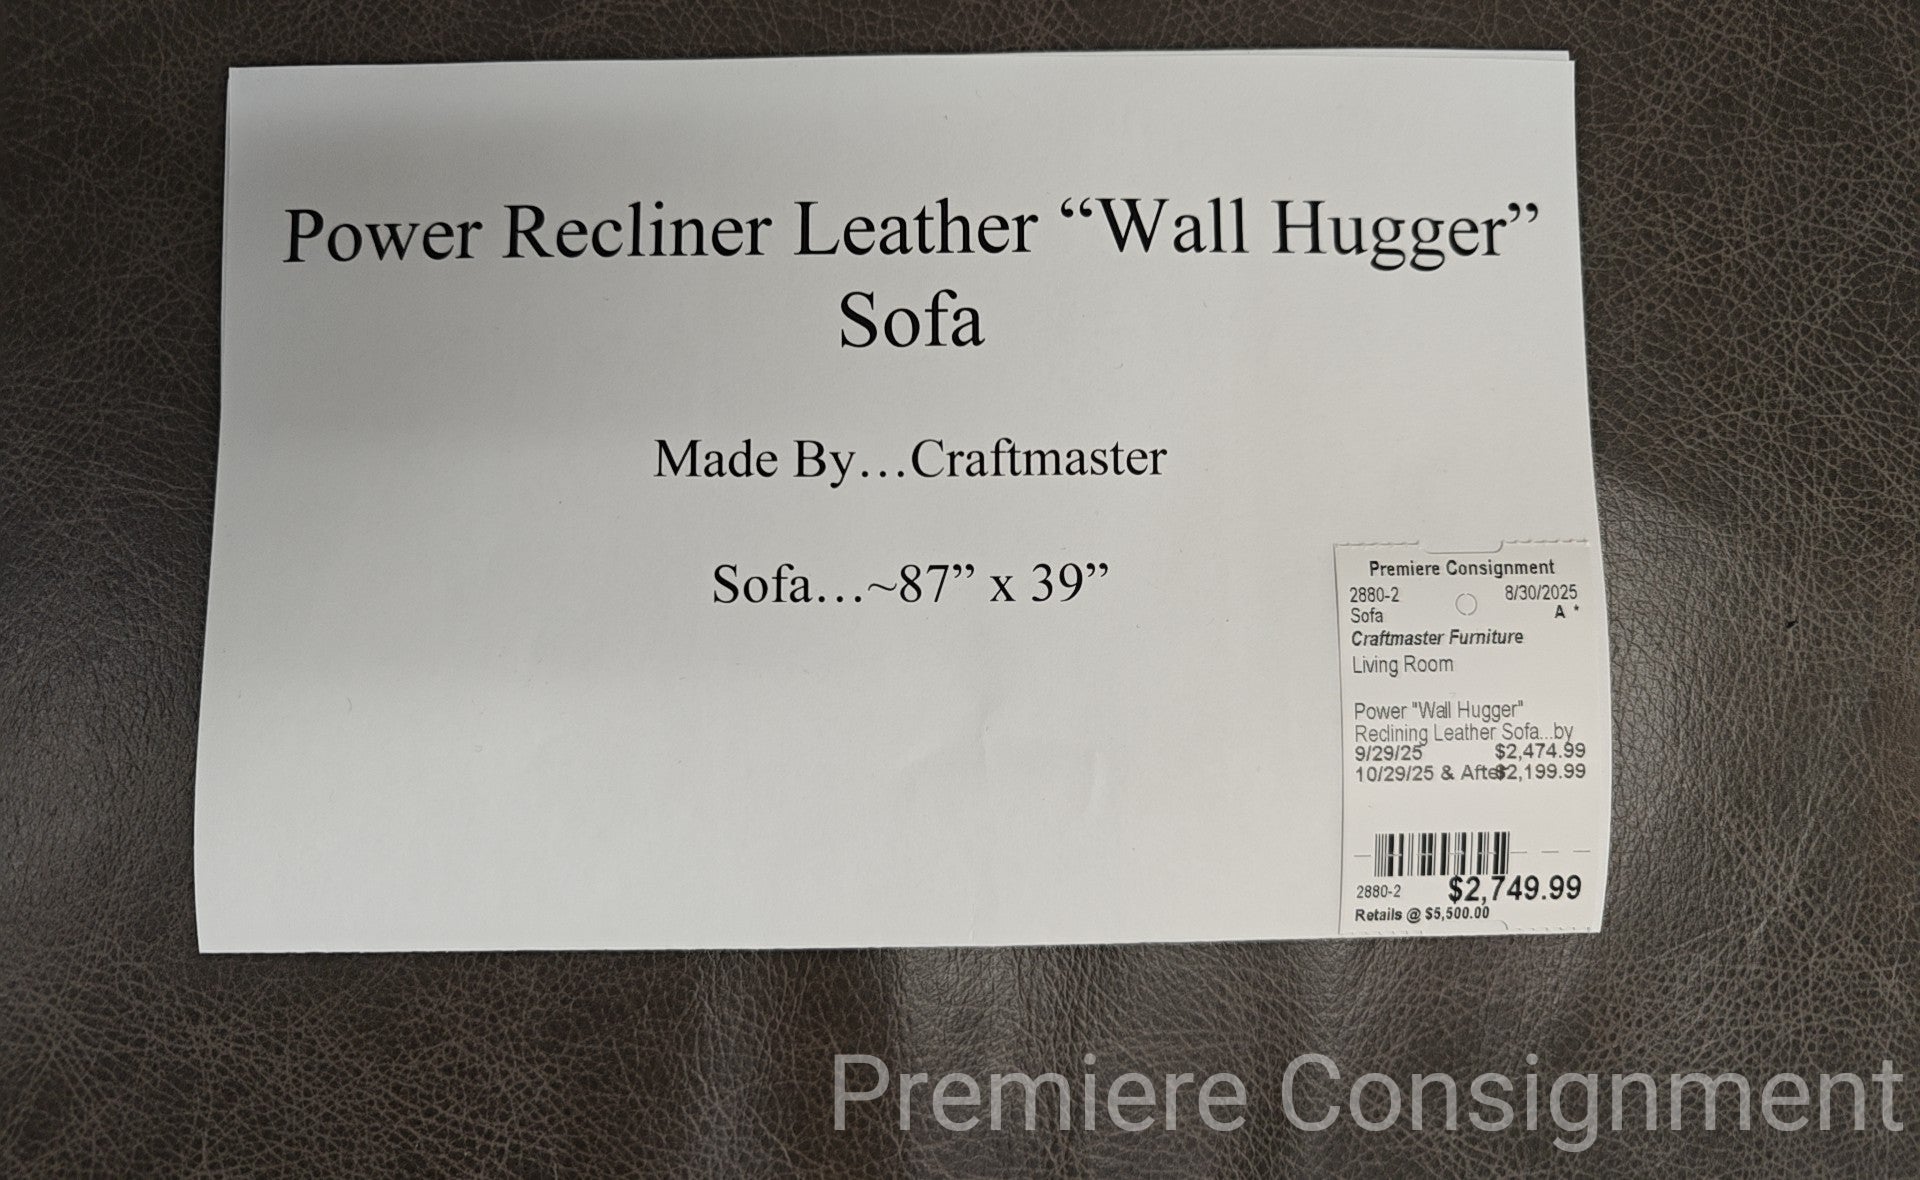 Power Recliner Leather “Wall Hugger”
Sofa
Made By…Craftmaster
Sofa…~87” x 39”
Premiere Consignment
2880-2 8/30/2025
Sofa A *
Craftmaster Furniture
Living Room
Power "Wall Hugger"
Reclining Leather Sofa...by
9/29/25 $2,474.99
10/29/25 & After $2,199.99
2880-2 $2,749.99
Retails @ $5,500.00
Premiere Consignment